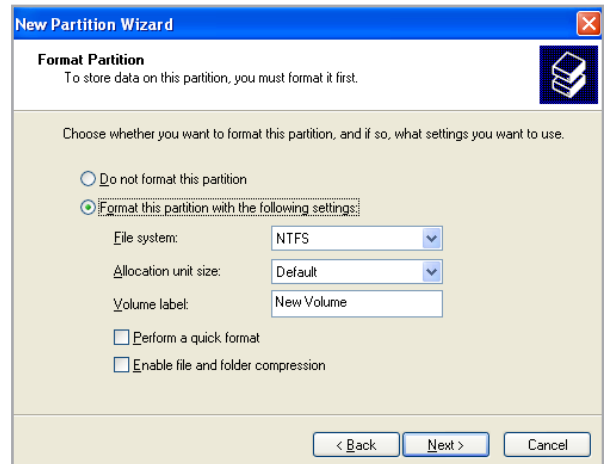 New Partition Wizard
Format Partition
To store data on this partition, you must format it first.
Choose whether you want to format this partition, and if so, what settings you want to use.
Do not format this partition
Format this partition with the following settings:
File system: NTFS
Allocation unit size: Default
Volume label: New Volume
Perform a quick format
Enable file and folder compression
< Back Next > Cancel